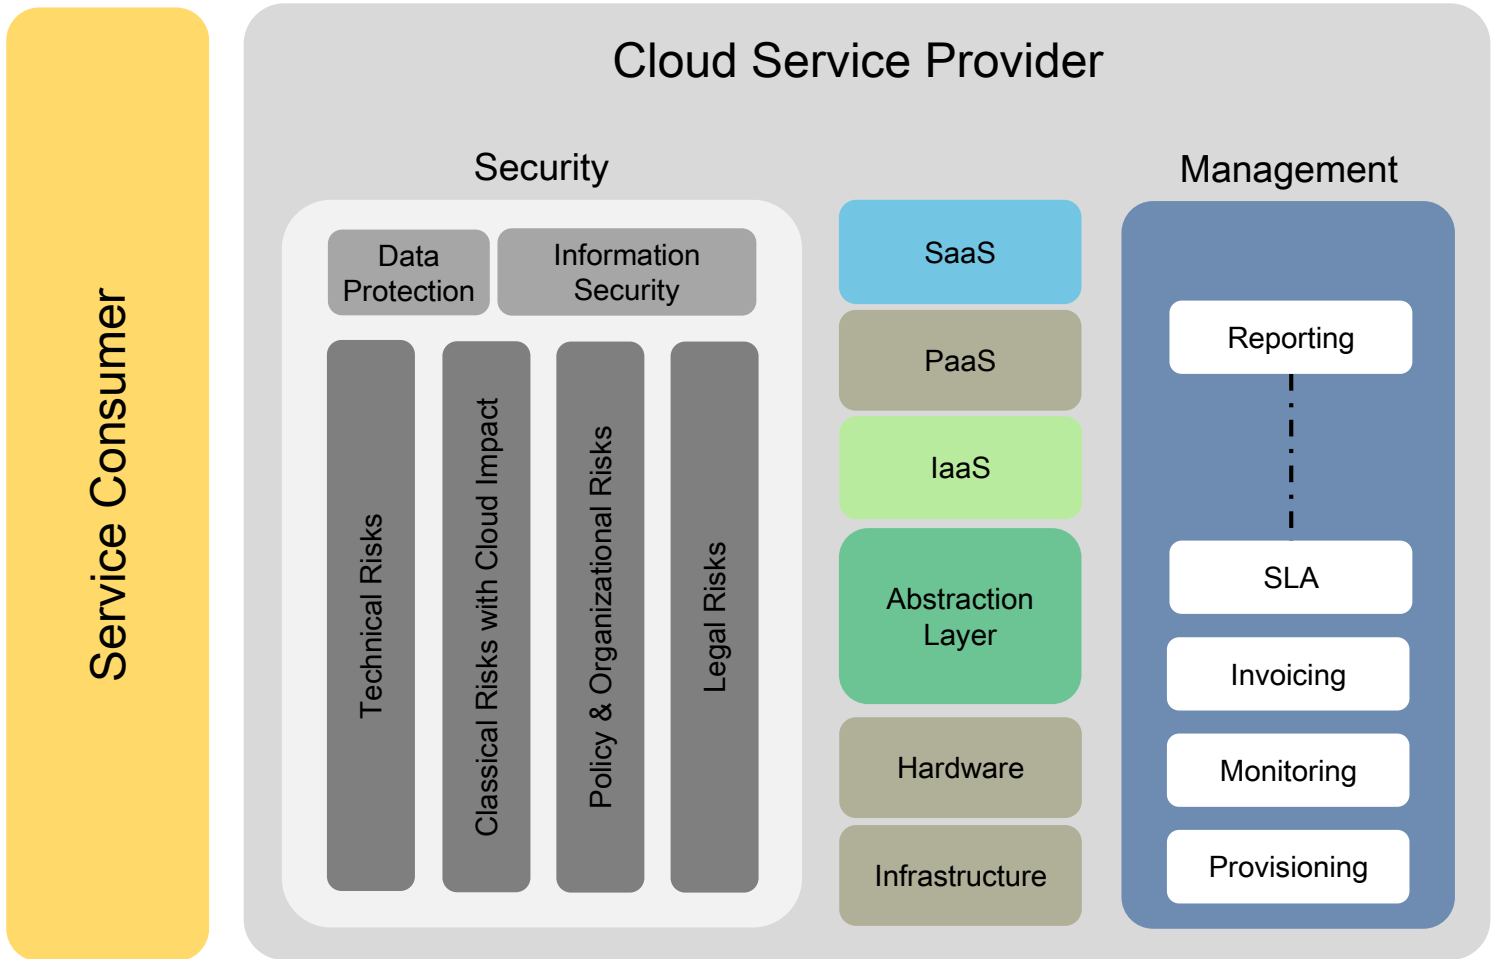 Service Consumer
Cloud Service Provider
Security
Data
Protection
Information
Security
Technical Risks
Classical Risks with Cloud Impact
Policy & Organizational Risks
Legal Risks
SaaS
PaaS
IaaS
Abstraction
Layer
Hardware
Infrastructure
Management
Reporting
SLA
Invoicing
Monitoring
Provisioning